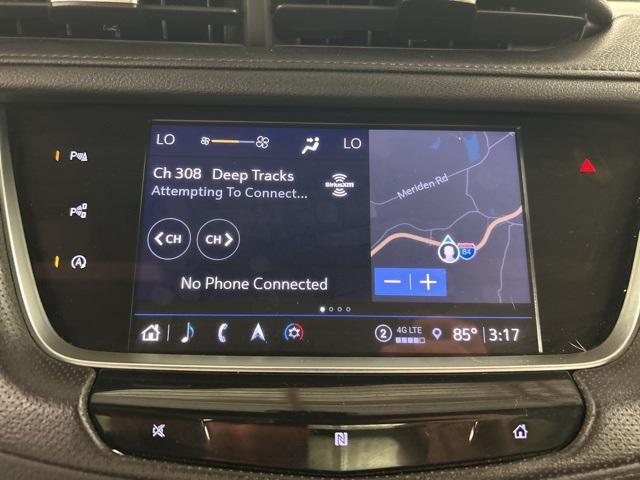 LO
LO
Ch 308 Deep Tracks
Attempting To Connect...
SiriusXM
<CH
CH>
No Phone Connected
Meriden Rd
84
− +
2
4G LTE
85°
3:17
P
P
A
N